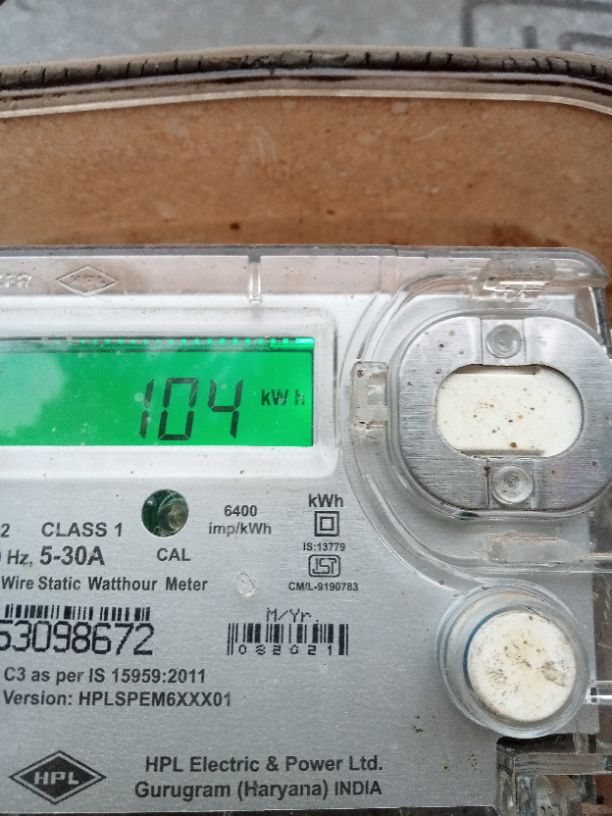 104 kWh
6400
imp/kWh
kWh
2 CLASS 1
Hz, 5-30A
CAL
IS:13779
CM/L-9190783
Wire Static Watthour Meter
53098672
M/Yr.
082021
C3 as per IS 15959:2011
Version: HPLSPEM6XXX01
HPL
HPL Electric & Power Ltd.
Gurugram (Haryana) INDIA